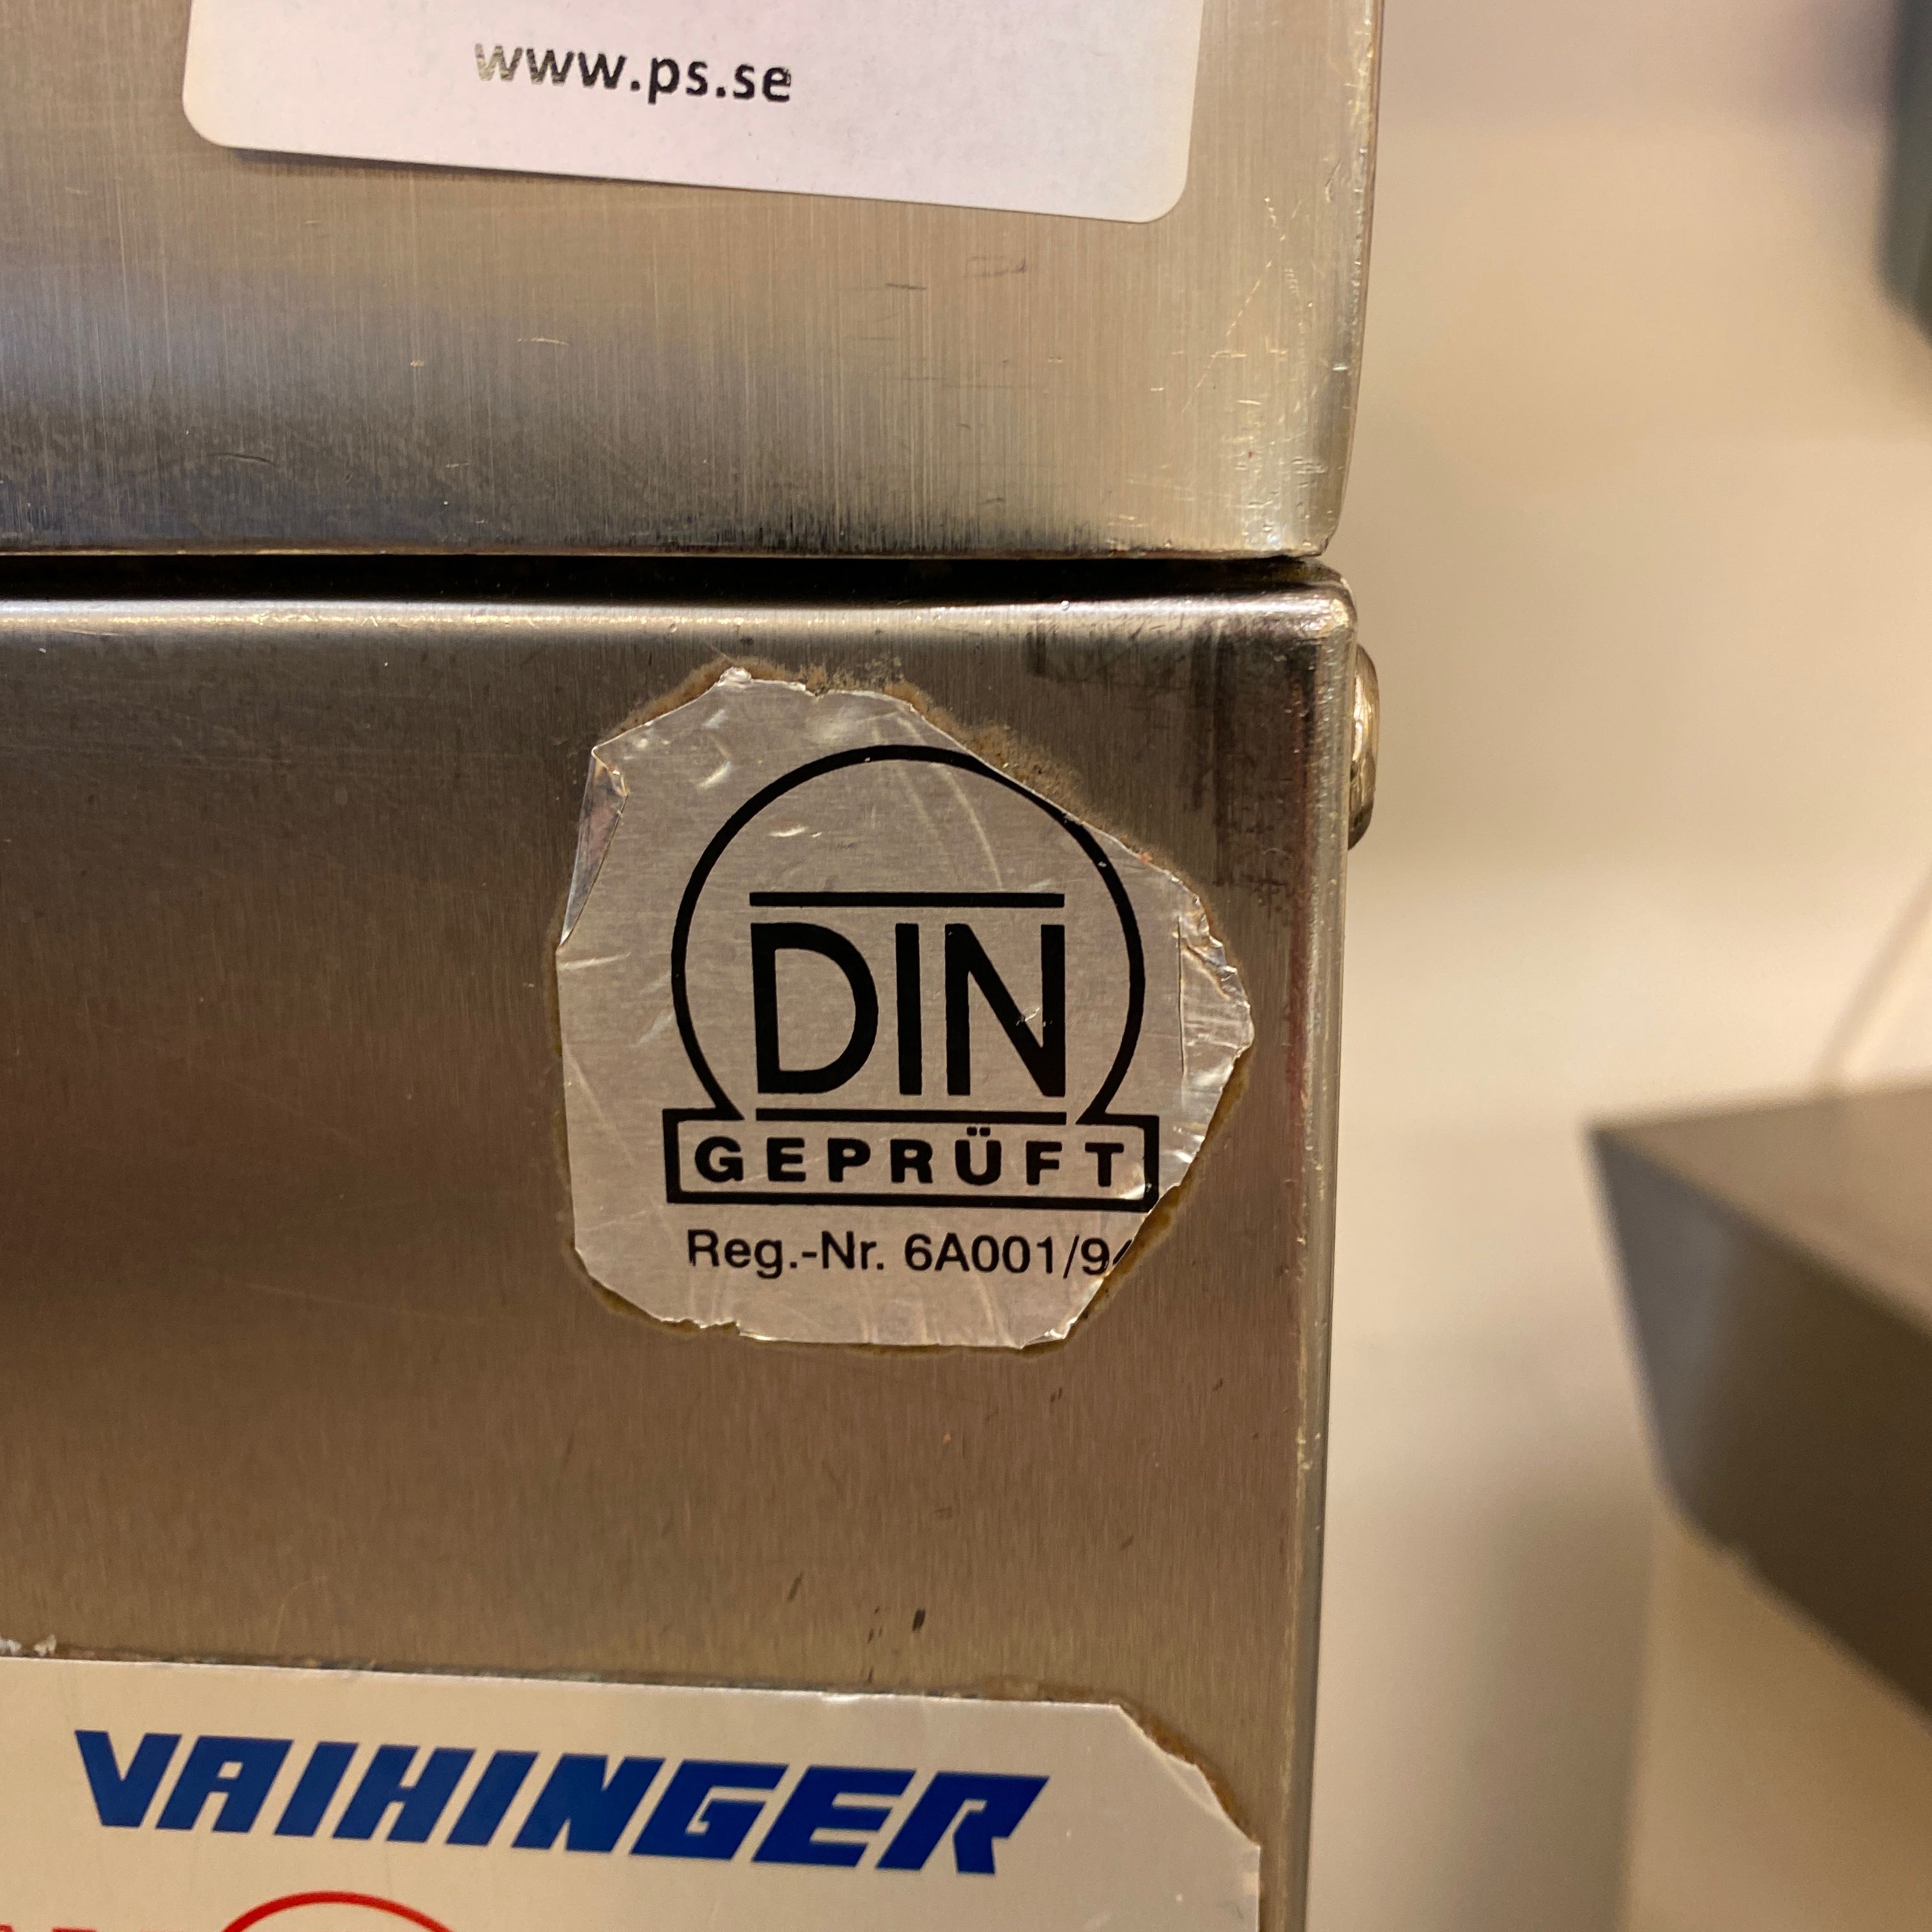 www.ps.se
DIN
GEPRÜFT
Reg.-Nr. 6A001/9
VAIHINGER